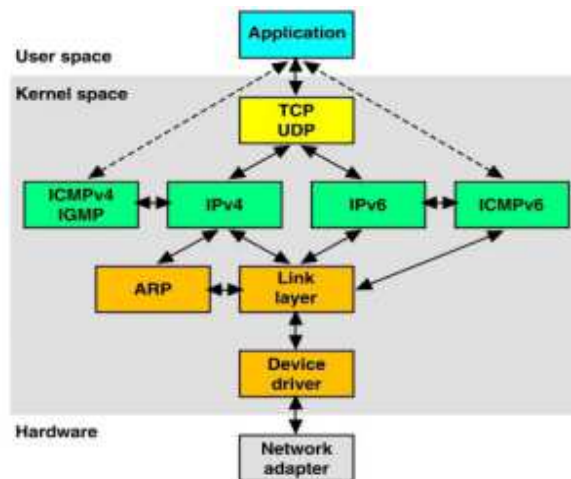 Application
User space
Kernel space
TCP
UDP
ICMPv4
IGMP
IPv4
IPv6
ICMPv6
ARP
Link
layer
Device
driver
Hardware
Network
adapter